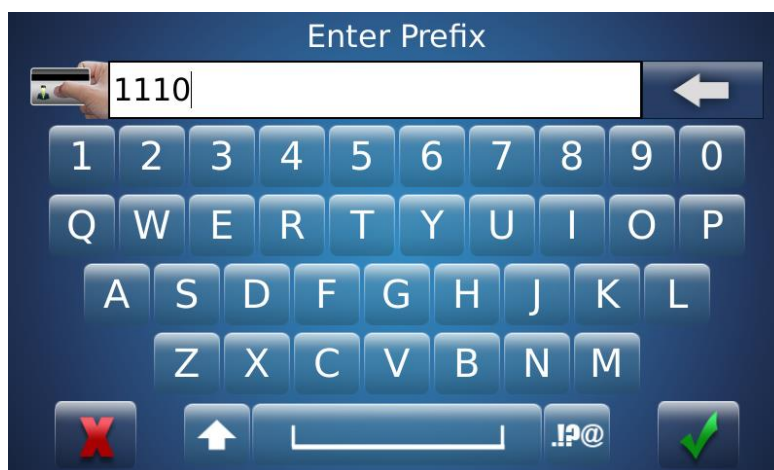 Enter Prefix
1110
1 2 3 4 5 6 7 8 9 0
Q W E R T Y U I O P
A S D F G H J K L
Z X C V B N M
.!?@